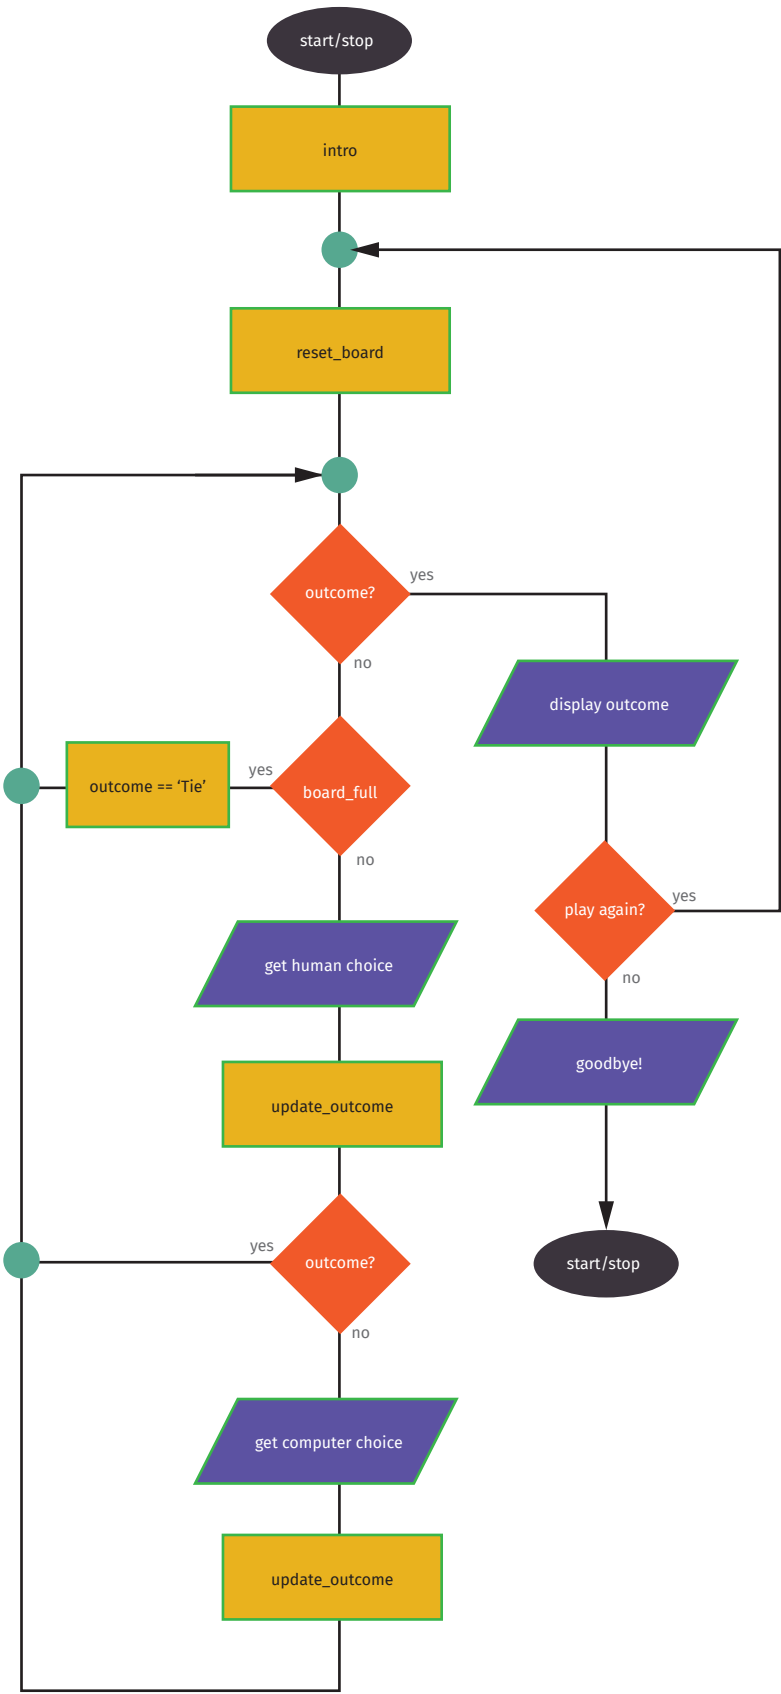 start/stop
intro
reset_board
outcome?
yes
no
display outcome
board_full
yes
outcome == ‘Tie’
no
play again?
yes
no
get human choice
goodbye!
update_outcome
outcome?
yes
no
start/stop
get computer choice
update_outcome